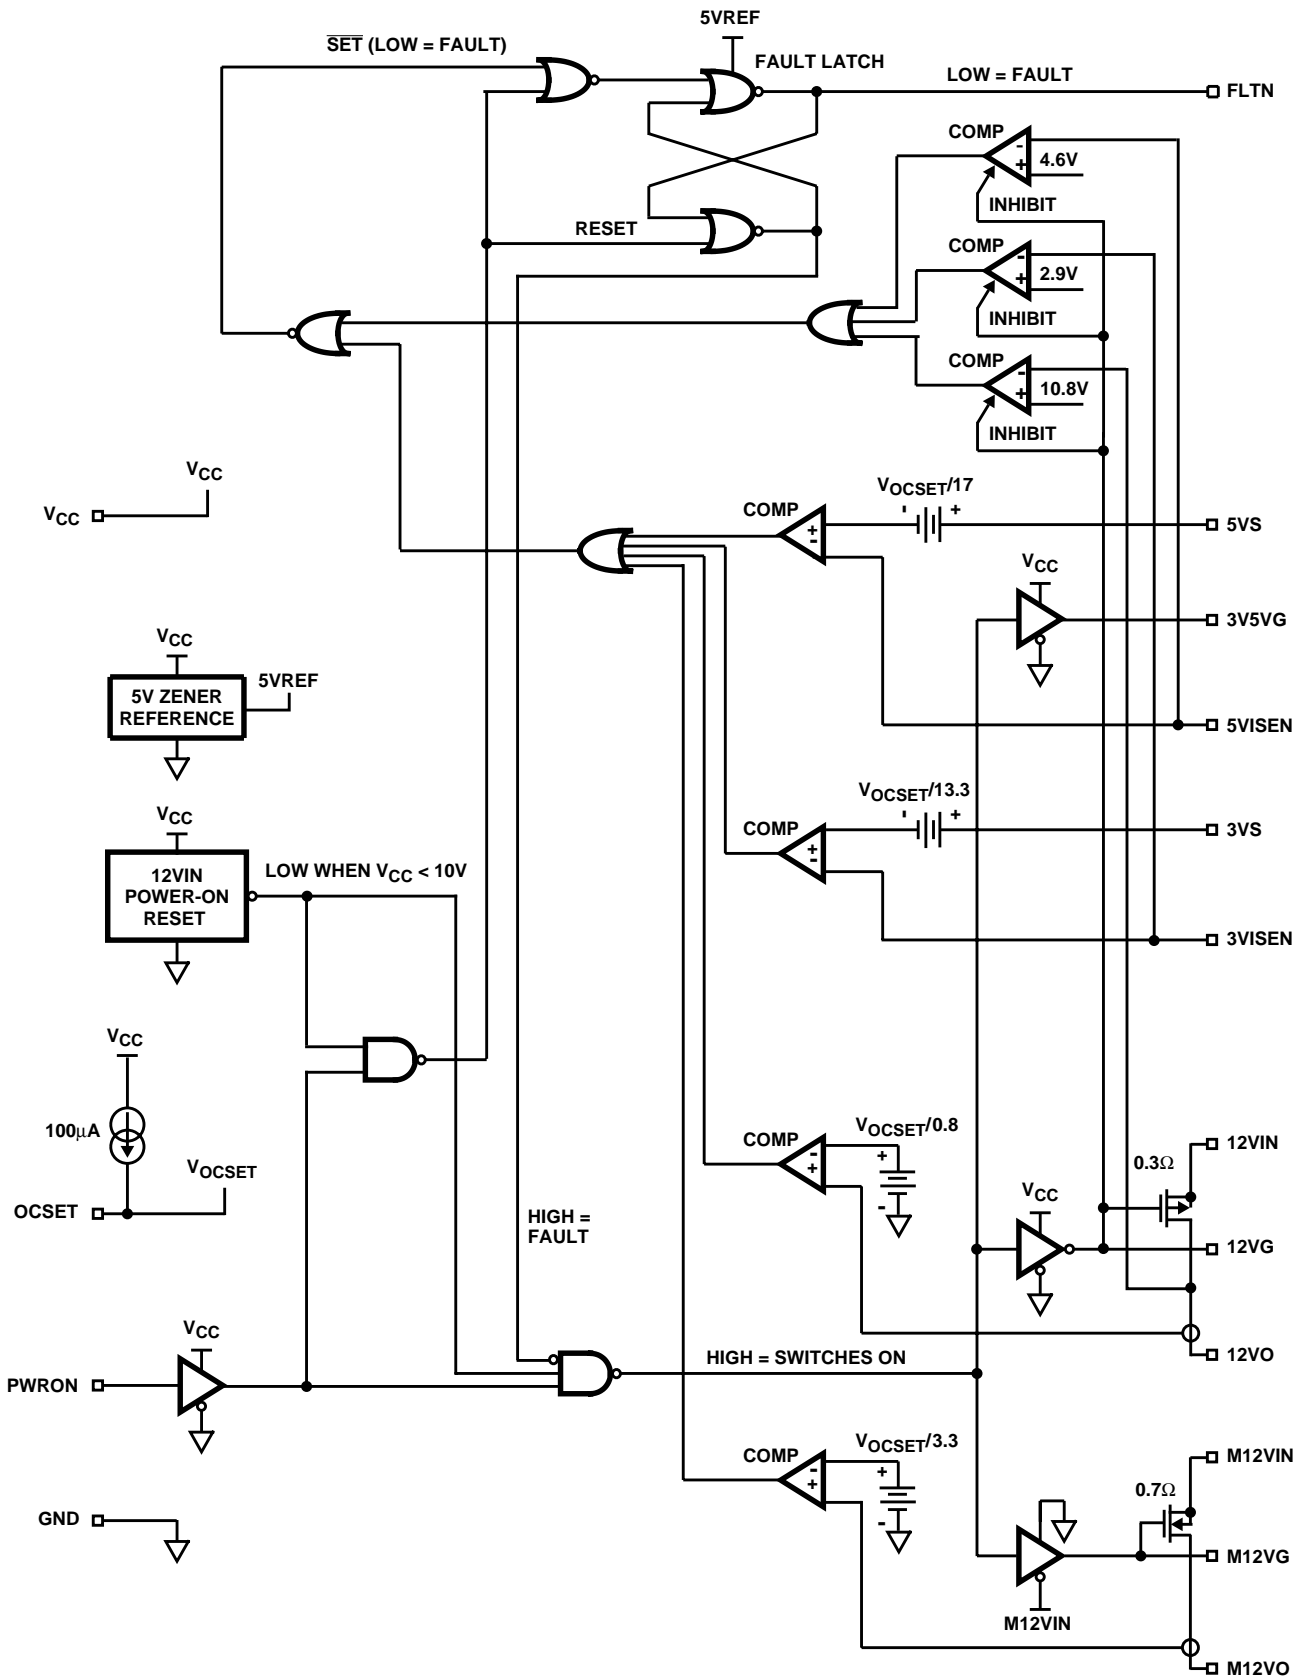 5VREF
SET (LOW = FAULT)
FAULT LATCH
LOW = FAULT
FLTN
COMP
-
+
4.6V
INHIBIT
RESET
COMP
-
+
2.9V
INHIBIT
COMP
-
+
10.8V
INHIBIT
VCC
VCC
VOCSET/17
- +
COMP
+
-
5VS
VCC
3V5VG
VCC
5V ZENER
REFERENCE
5VREF
5VISEN
VOCSET/13.3
- +
COMP
+
-
3VS
VCC
12VIN
POWER-ON
RESET
LOW WHEN VCC < 10V
3VISEN
VCC
100µA
VOCSET
OCSET
COMP
-
+
VOCSET/0.8
+
-
12VIN
0.3Ω
HIGH =
FAULT
VCC
12VG
VCC
PWRON
HIGH = SWITCHES ON
12VO
COMP
-
+
VOCSET/3.3
+
-
M12VIN
0.7Ω
GND
M12VG
M12VIN
M12VO